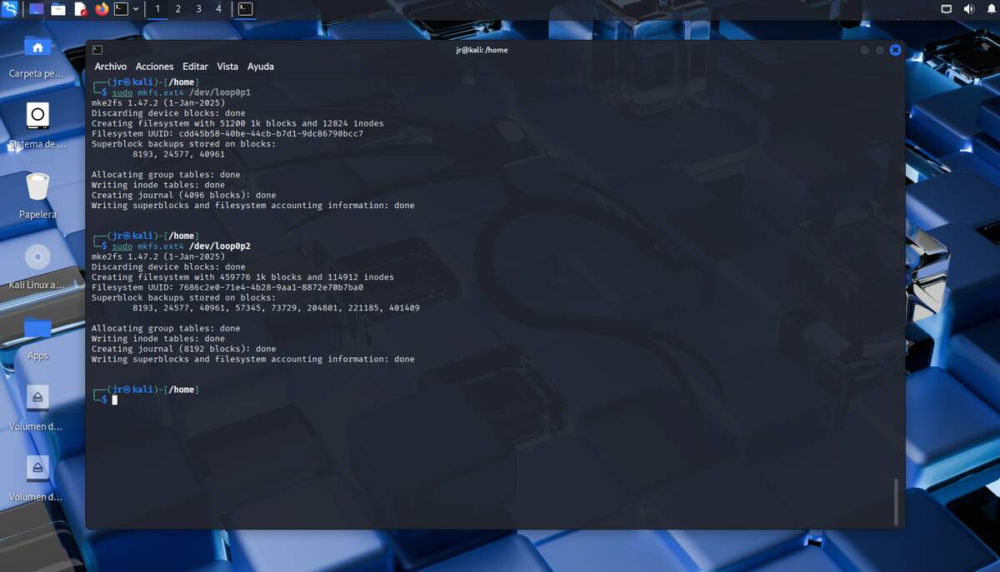 1 2 3 4
jr@kali: /home
Archivo Acciones Editar Vista Ayuda
┌──(jr㉿kali)-[/home]
└─$ sudo mkfs.ext4 /dev/loop0p1
mke2fs 1.47.2 (1-Jan-2025)
Discarding device blocks: done
Creating filesystem with 51200 1k blocks and 12824 inodes
Filesystem UUID: cdd45b58-40be-44cb-b7d1-9dc86790bcc7
Superblock backups stored on blocks:
8193, 24577, 40961
Allocating group tables: done
Writing inode tables: done
Creating journal (4096 blocks): done
Writing superblocks and filesystem accounting information: done
┌──(jr㉿kali)-[/home]
└─$ sudo mkfs.ext4 /dev/loop0p2
mke2fs 1.47.2 (1-Jan-2025)
Discarding device blocks: done
Creating filesystem with 459776 1k blocks and 114912 inodes
Filesystem UUID: 7686c2e0-71e4-4b28-9aa1-8872e70b7ba0
Superblock backups stored on blocks:
8193, 24577, 40961, 57345, 73729, 204801, 221185, 401409
Allocating group tables: done
Writing inode tables: done
Creating journal (8192 blocks): done
Writing superblocks and filesystem accounting information: done
┌──(jr㉿kali)-[/home]
└─$
Carpeta pe...
Sistema de ...
Papelera
Kali Linux a...
Apps
Volumen d...
Volumen d...